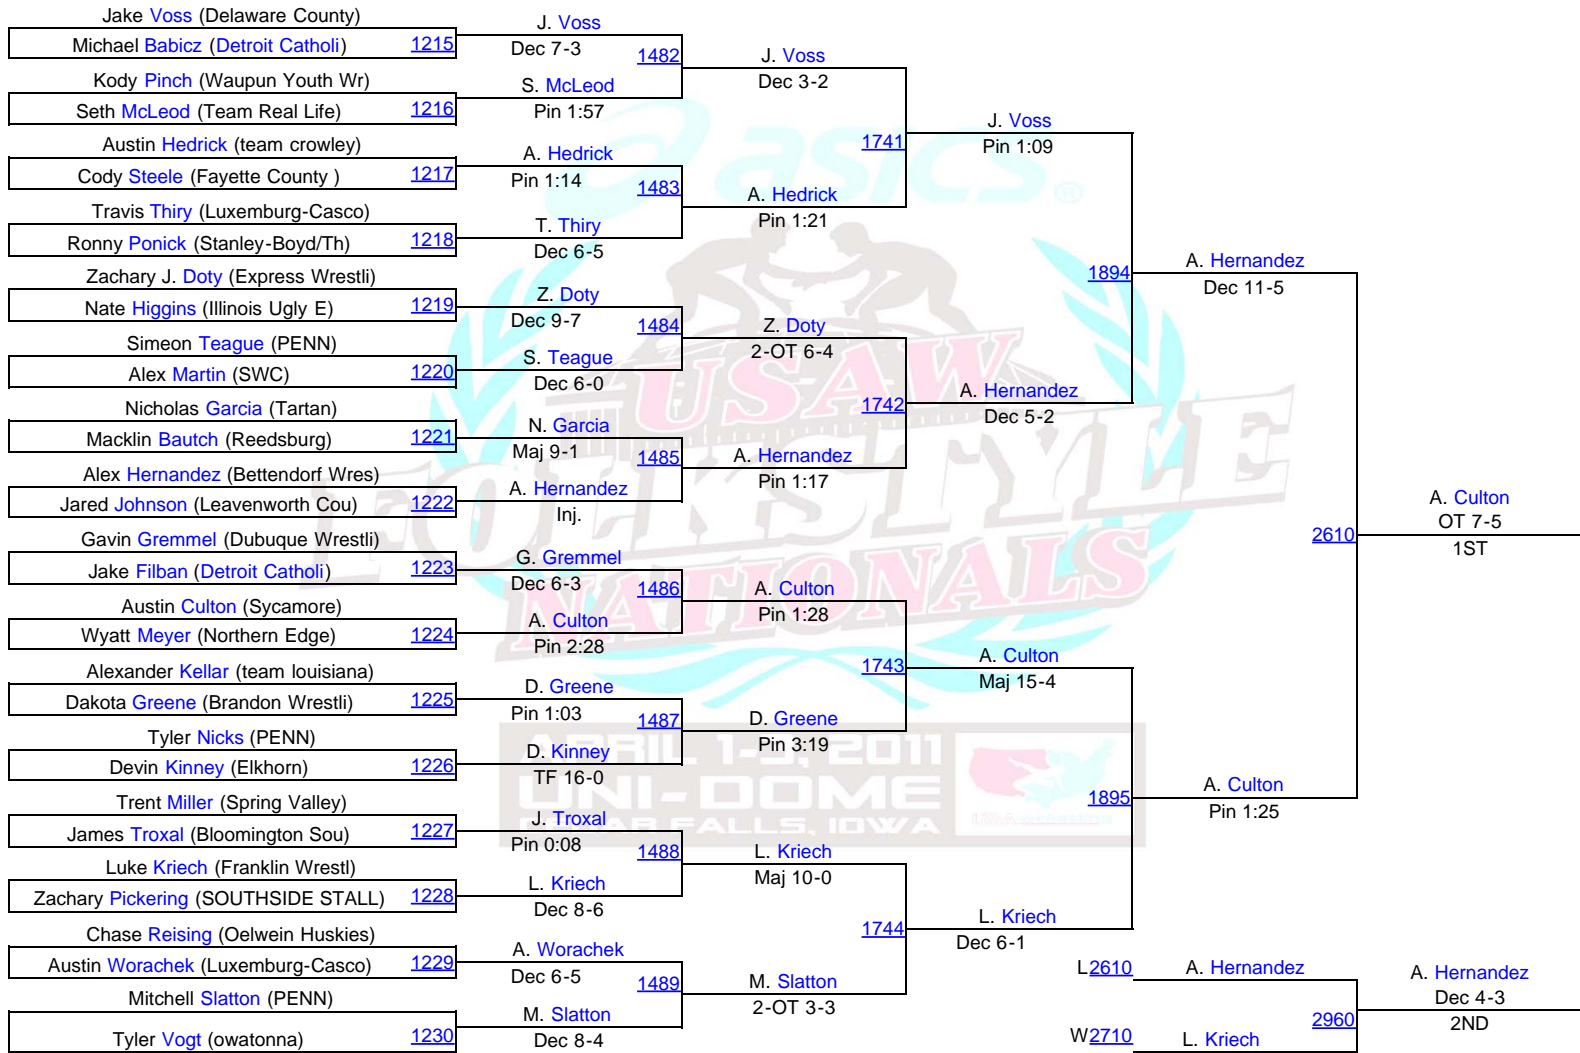 Jake Voss (Delaware County)
Michael Babicz (Detroit Catholi) 1215
Kody Pinch (Waupun Youth Wr)
Seth McLeod (Team Real Life) 1216
Austin Hedrick (team crowley)
Cody Steele (Fayette County ) 1217
Travis Thiry (Luxemburg-Casco)
Ronny Ponick (Stanley-Boyd/Th) 1218
Zachary J. Doty (Express Wrestli)
Nate Higgins (Illinois Ugly E) 1219
Simeon Teague (PENN)
Alex Martin (SWC) 1220
Nicholas Garcia (Tartan)
Macklin Bautch (Reedsburg) 1221
Alex Hernandez (Bettendorf Wres)
Jared Johnson (Leavenworth Cou) 1222
Gavin Gremmel (Dubuque Wrestli)
Jake Filban (Detroit Catholi) 1223
Austin Culton (Sycamore)
Wyatt Meyer (Northern Edge) 1224
Alexander Kellar (team louisiana)
Dakota Greene (Brandon Wrestli) 1225
Tyler Nicks (PENN)
Devin Kinney (Elkhorn) 1226
Trent Miller (Spring Valley)
James Troxal (Bloomington Sou) 1227
Luke Kriech (Franklin Wrestl)
Zachary Pickering (SOUTHSIDE STALL) 1228
Chase Reising (Oelwein Huskies)
Austin Worachek (Luxemburg-Casco) 1229
Mitchell Slatton (PENN)
Tyler Vogt (owatonna) 1230
J. Voss
Dec 7-3
1482
S. McLeod
Pin 1:57
A. Hedrick
Pin 1:14
1483
T. Thiry
Dec 6-5
Z. Doty
Dec 9-7
1484
S. Teague
Dec 6-0
N. Garcia
Maj 9-1
1485
A. Hernandez
Inj.
G. Gremmel
Dec 6-3
1486
A. Culton
Pin 2:28
D. Greene
Pin 1:03
1487
D. Kinney
TF 16-0
J. Troxal
Pin 0:08
1488
L. Kriech
Dec 8-6
A. Worachek
Dec 6-5
1489
M. Slatton
Dec 8-4
J. Voss
Dec 3-2
1741
A. Hedrick
Pin 1:21
Z. Doty
2-OT 6-4
1742
A. Hernandez
Pin 1:17
A. Culton
Pin 1:28
1743
D. Greene
Pin 3:19
L. Kriech
Maj 10-0
1744
M. Slatton
2-OT 3-3
J. Voss
Pin 1:09
1894
A. Hernandez
Dec 5-2
A. Culton
Maj 15-4
1895
L. Kriech
Dec 6-1
A. Hernandez
Dec 11-5
2610
A. Culton
Pin 1:25
A. Culton
OT 7-5
1ST
L2610 A. Hernandez
2960
W2710 L. Kriech
A. Hernandez
Dec 4-3
2ND
asics ®
USAW
FOLKSTYLE
NATIONALS
APRIL 1-3, 2011
UNI-DOME
CEDAR FALLS, IOWA
USA